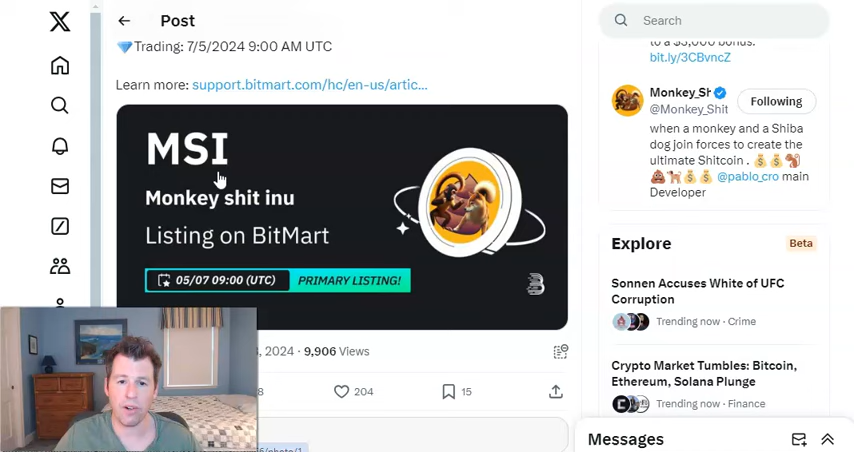 Post
Search
💎Trading: 7/5/2024 9:00 AM UTC
Learn more: support.bitmart.com/hc/en-us/artic...
MSI
Monkey shit inu
Listing on BitMart
05/07 09:00 (UTC)
PRIMARY LISTING!
4, 2024 · 9,906 Views
8
204
15
to a $3,000 bonus.
bit.ly/3CBvncZ
Monkey_Sh
@Monkey_Shit
Following
when a monkey and a Shiba
dog join forces to create the
ultimate Shitcoin . 💰💰🐒
💩🐕💰💰 @pablo_cro main
Developer
Explore
Beta
Sonnen Accuses White of UFC
Corruption
Trending now · Crime
Crypto Market Tumbles: Bitcoin,
Ethereum, Solana Plunge
Trending now · Finance
Messages